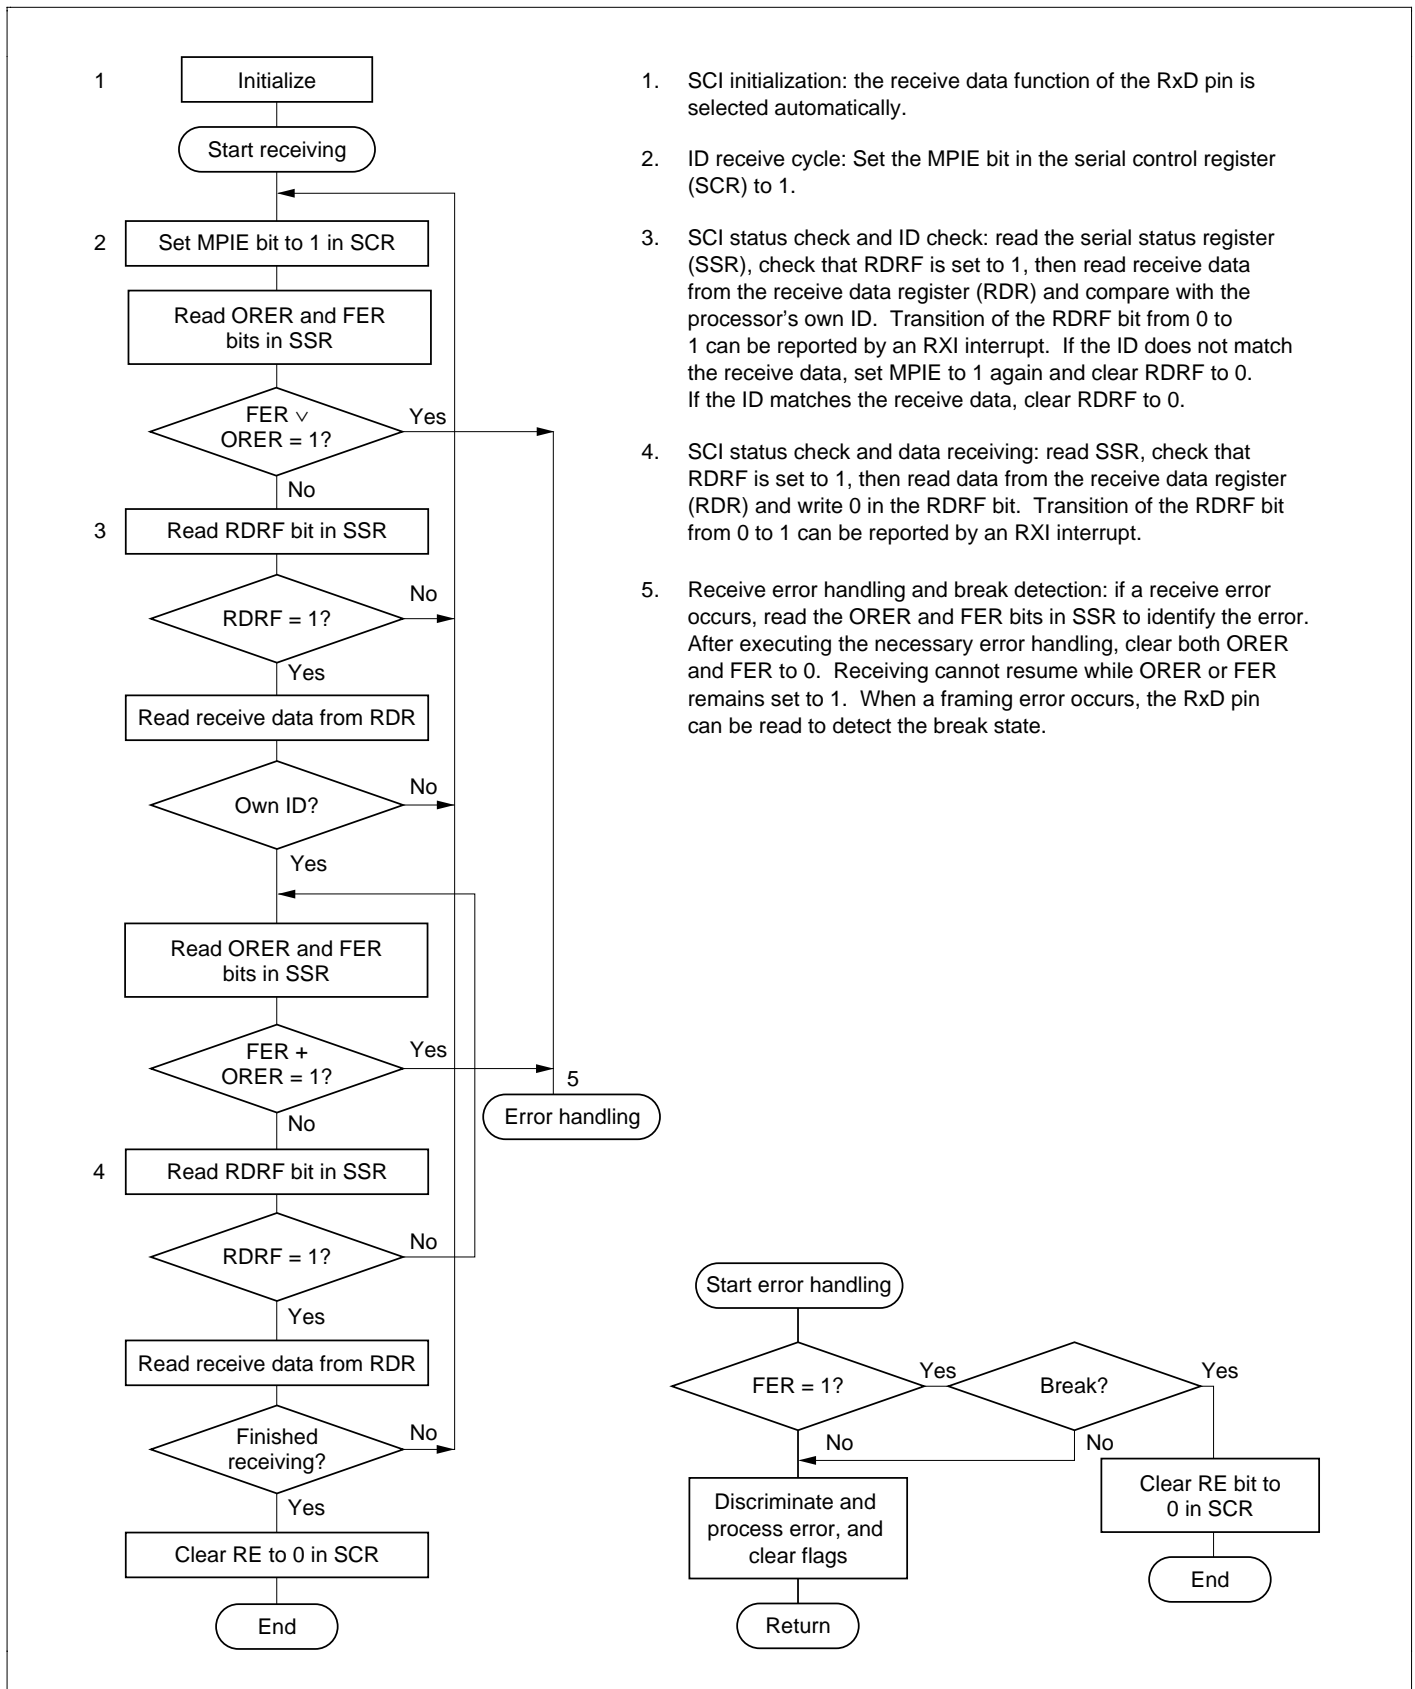 1
Initialize
Start receiving
2
Set MPIE bit to 1 in SCR
Read ORER and FER
bits in SSR
FER ∨
ORER = 1?
Yes
No
3
Read RDRF bit in SSR
RDRF = 1?
No
Yes
Read receive data from RDR
Own ID?
No
Yes
Read ORER and FER
bits in SSR
FER +
ORER = 1?
Yes
No
5
Error handling
4
Read RDRF bit in SSR
RDRF = 1?
No
Yes
Read receive data from RDR
Finished
receiving?
No
Yes
Clear RE to 0 in SCR
End
1. SCI initialization: the receive data function of the RxD pin is
selected automatically.
2. ID receive cycle: Set the MPIE bit in the serial control register
(SCR) to 1.
3. SCI status check and ID check: read the serial status register
(SSR), check that RDRF is set to 1, then read receive data
from the receive data register (RDR) and compare with the
processor's own ID. Transition of the RDRF bit from 0 to
1 can be reported by an RXI interrupt. If the ID does not match
the receive data, set MPIE to 1 again and clear RDRF to 0.
If the ID matches the receive data, clear RDRF to 0.
4. SCI status check and data receiving: read SSR, check that
RDRF is set to 1, then read data from the receive data register
(RDR) and write 0 in the RDRF bit. Transition of the RDRF bit
from 0 to 1 can be reported by an RXI interrupt.
5. Receive error handling and break detection: if a receive error
occurs, read the ORER and FER bits in SSR to identify the error.
After executing the necessary error handling, clear both ORER
and FER to 0. Receiving cannot resume while ORER or FER
remains set to 1. When a framing error occurs, the RxD pin
can be read to detect the break state.
Start error handling
FER = 1?
Yes
Break?
Yes
No
No
Discriminate and
process error, and
clear flags
Clear RE bit to
0 in SCR
Return
End